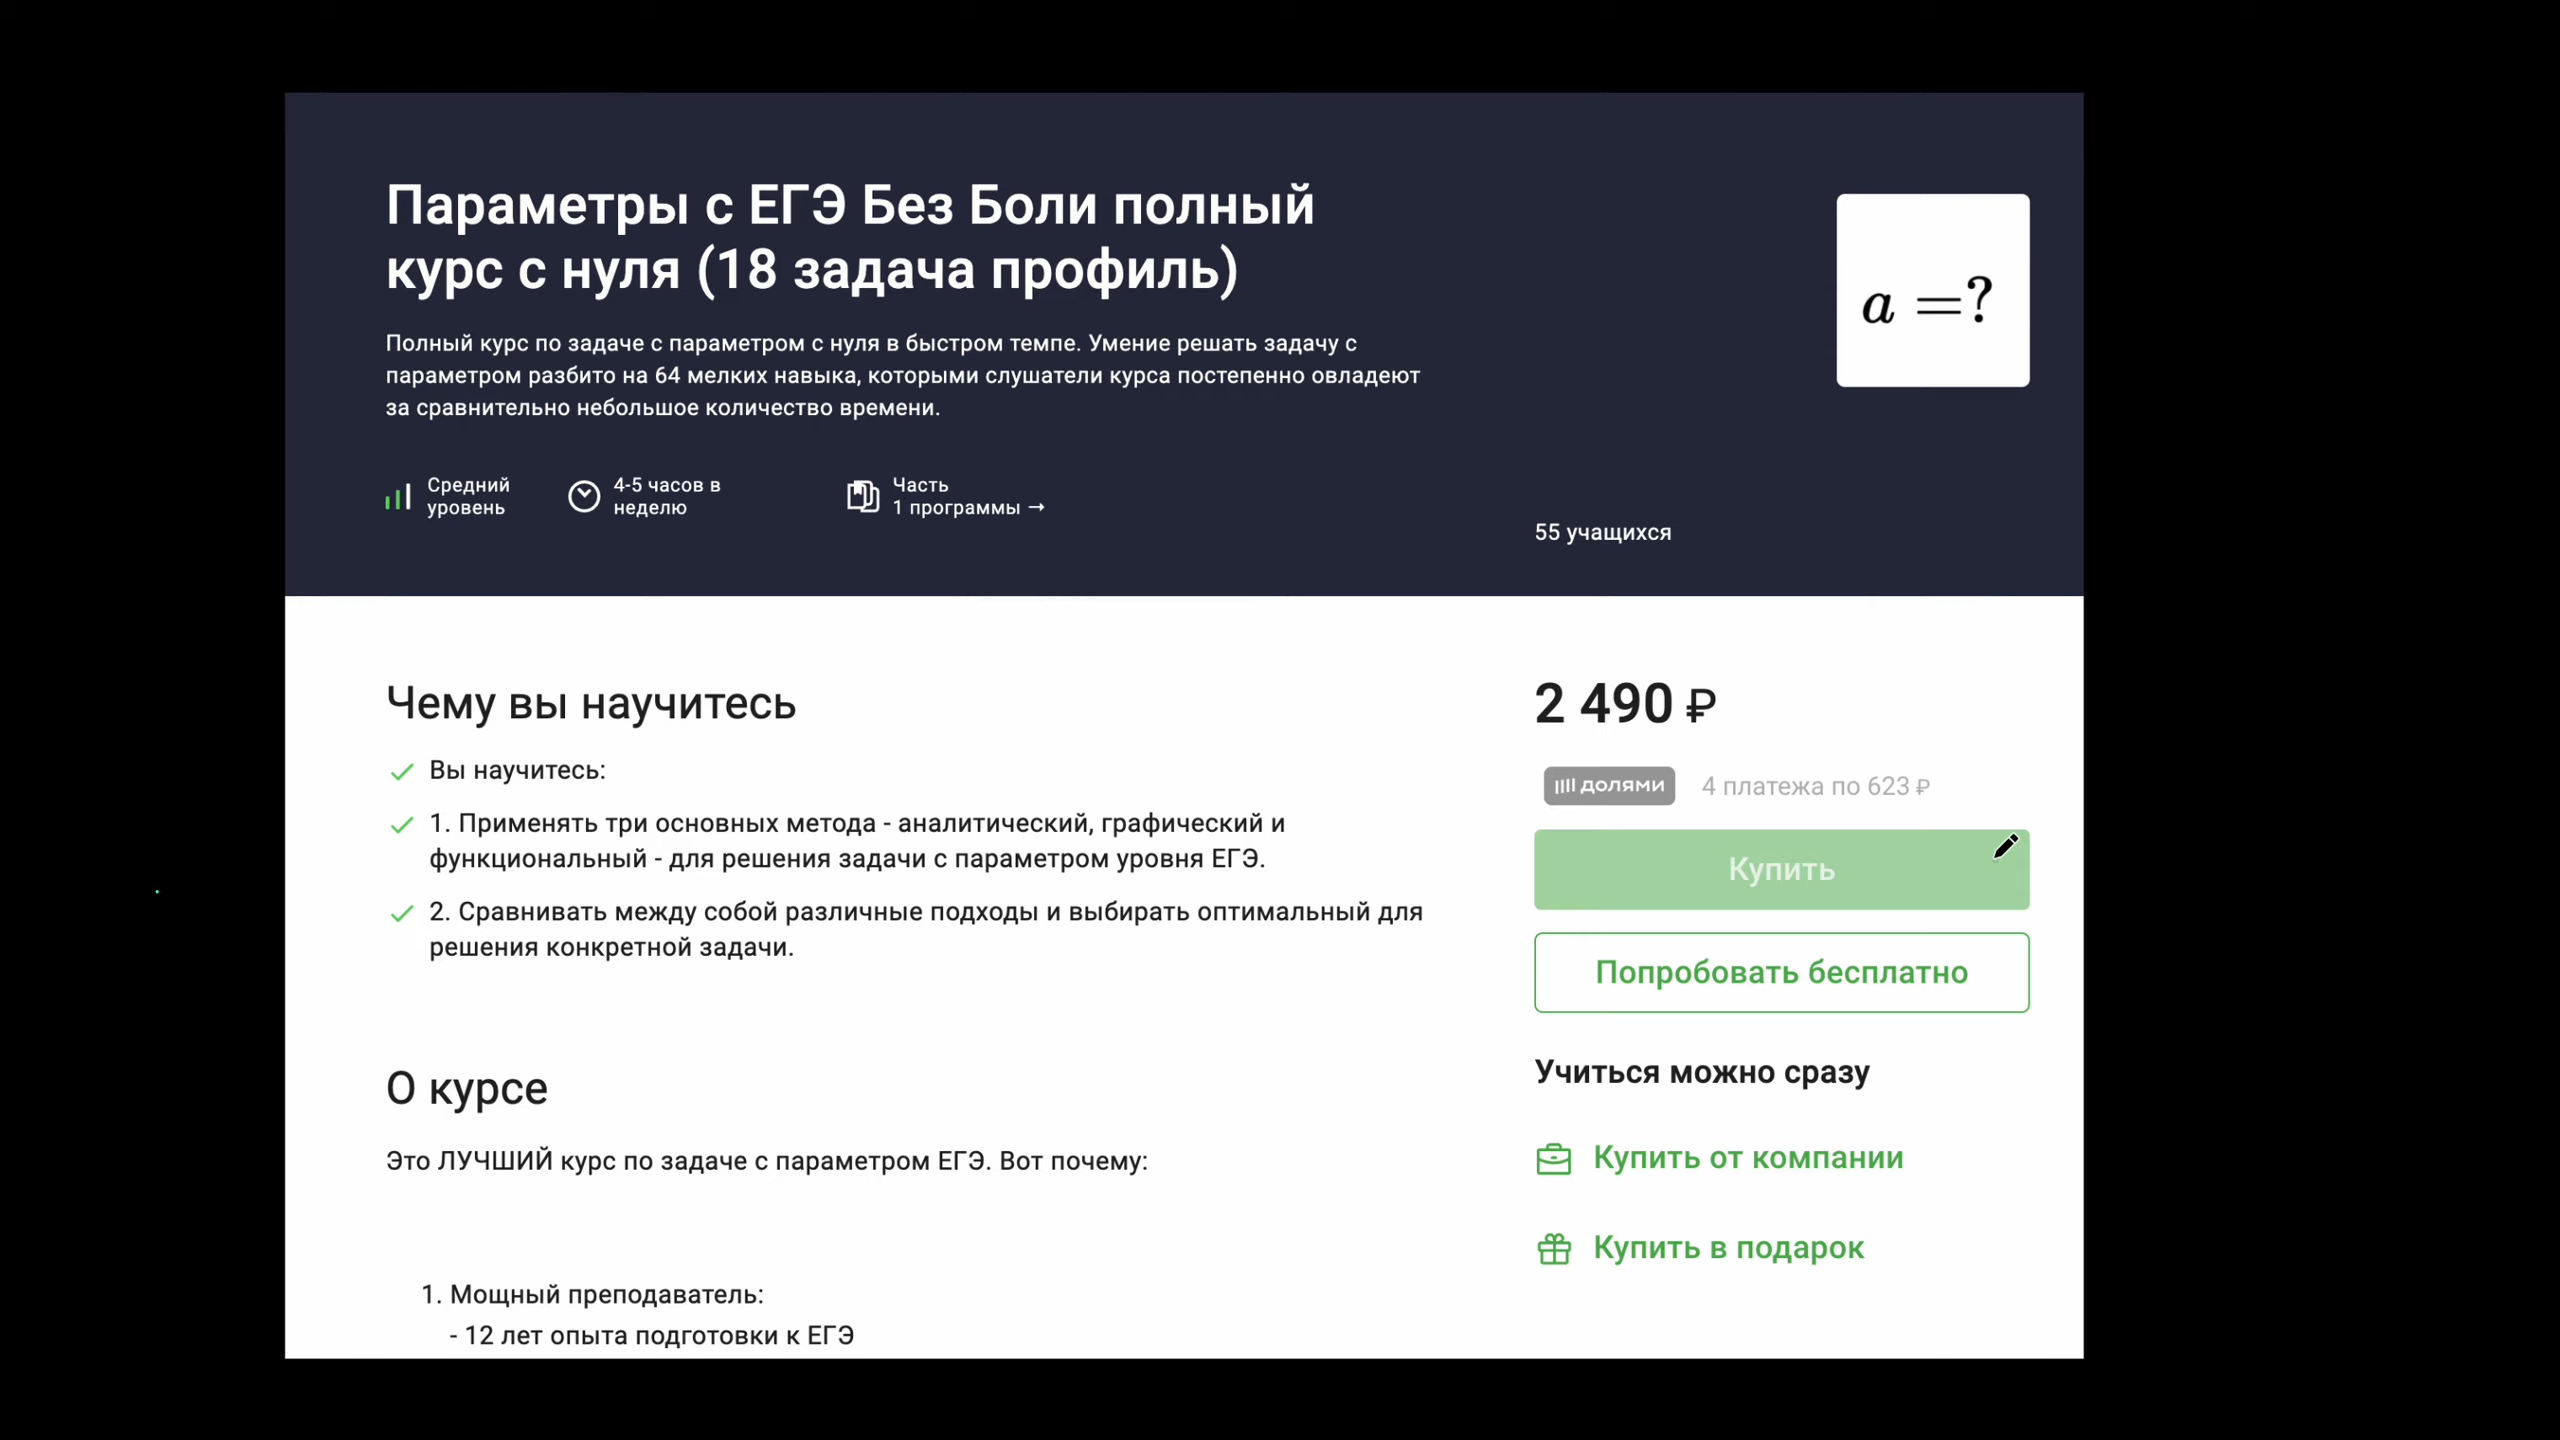 Параметры с ЕГЭ Без Боли полный
курс с нуля (18 задача профиль)
Полный курс по задаче с параметром с нуля в быстром темпе. Умение решать задачу с
параметром разбито на 64 мелких навыка, которыми слушатели курса постепенно овладеют
за сравнительно небольшое количество времени.
Средний
уровень
4-5 часов в
неделю
Часть
1 программы →
a =?
55 учащихся
Чему вы научитесь
Вы научитесь:
1. Применять три основных метода - аналитический, графический и
функциональный - для решения задачи с параметром уровня ЕГЭ.
2. Сравнивать между собой различные подходы и выбирать оптимальный для
решения конкретной задачи.
О курсе
Это ЛУЧШИЙ курс по задаче с параметром ЕГЭ. Вот почему:
1. Мощный преподаватель:
- 12 лет опыта подготовки к ЕГЭ
2 490 ₽
долями
4 платежа по 623 ₽
Купить
Попробовать бесплатно
Учиться можно сразу
Купить от компании
Купить в подарок